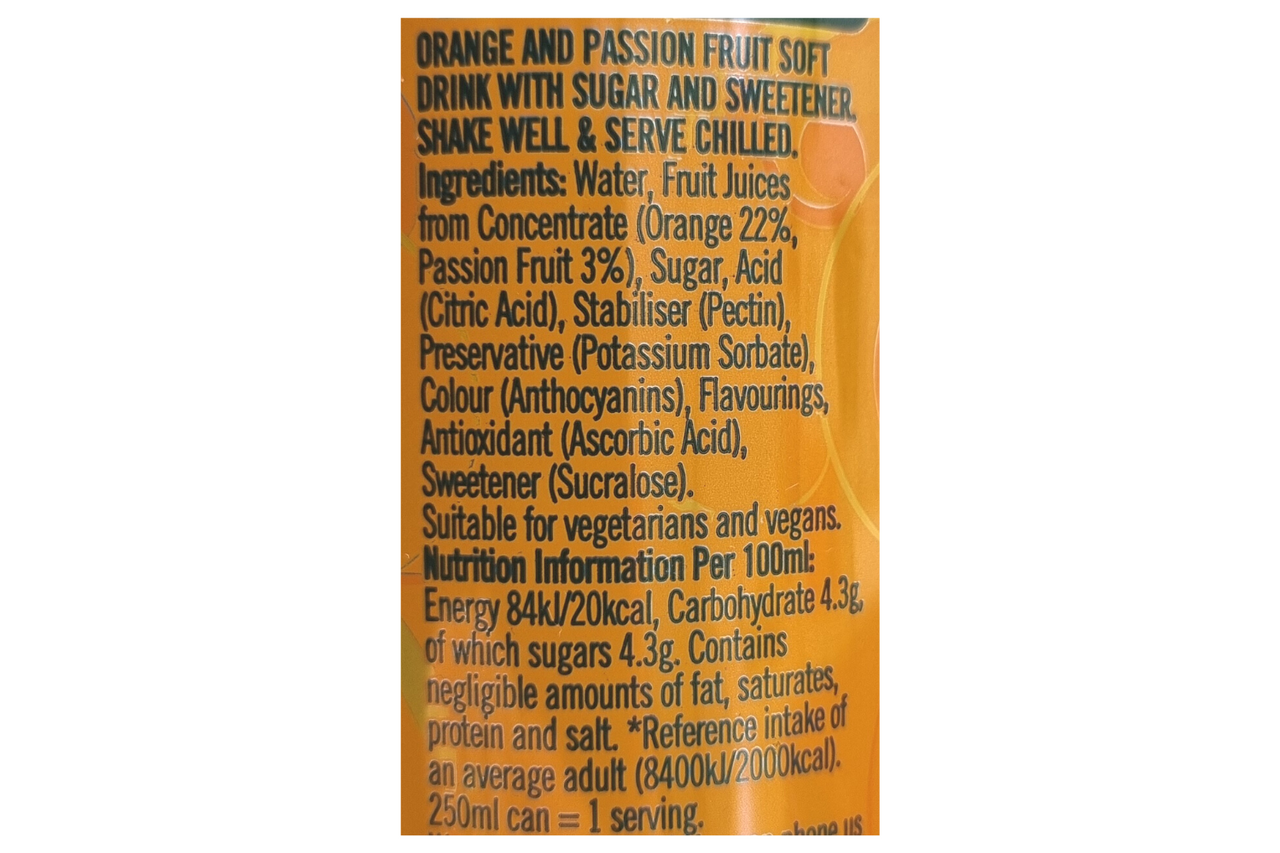 ORANGE AND PASSION FRUIT SOFT
DRINK WITH SUGAR AND SWEETENER.
SHAKE WELL & SERVE CHILLED.
Ingredients: Water, Fruit Juices
from Concentrate (Orange 22%,
Passion Fruit 3%), Sugar, Acid
(Citric Acid), Stabiliser (Pectin),
Preservative (Potassium Sorbate),
Colour (Anthocyanins), Flavourings,
Antioxidant (Ascorbic Acid),
Sweetener (Sucralose).
Suitable for vegetarians and vegans.
Nutrition Information Per 100ml:
Energy 84kJ/20kcal, Carbohydrate 4.3g,
of which sugars 4.3g. Contains
negligible amounts of fat, saturates,
protein and salt. *Reference intake of
an average adult (8400kJ/2000kcal).
250ml can = 1 serving.
phone us